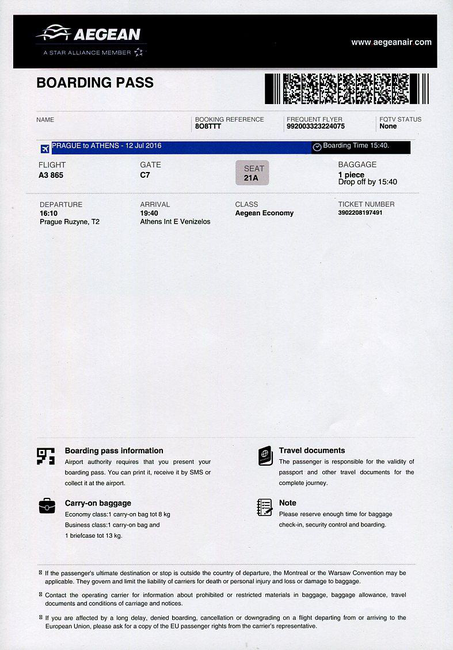 AEGEAN
A STAR ALLIANCE MEMBER
www.aegeanair.com
BOARDING PASS
NAME
BOOKING REFERENCE
8O8TTT
FREQUENT FLYER
992003323224075
FQTV STATUS
None
PRAGUE to ATHENS - 12 Jul 2016
Boarding Time 15:40.
FLIGHT
A3 865
GATE
C7
SEAT
21A
BAGGAGE
1 piece
Drop off by 15:40
DEPARTURE
16:10
Prague Ruzyne, T2
ARRIVAL
19:40
Athens Int E Venizelos
CLASS
Aegean Economy
TICKET NUMBER
3902208197491
Boarding pass information
Airport authority requires that you present your
boarding pass. You can print it, receive it by SMS or
collect it at the airport.
Travel documents
The passenger is responsible for the validity of
passport and other travel documents for the
complete journey.
Carry-on baggage
Economy class:1 carry-on bag tot 8 kg
Business class:1 carry-on bag and
1 briefcase tot 13 kg.
Note
Please reserve enough time for baggage
check-in, security control and boarding.
If the passenger's ultimate destination or stop is outside the country of departure, the Montreal or the Warsaw Convention may be
applicable. They govern and limit the liability of carriers for death or personal injury and loss or damage to baggage.
Contact the operating carrier for information about prohibited or restricted materials in baggage, baggage allowance, travel
documents and conditions of carriage and notices.
If you are affected by a long delay, denied boarding, cancellation or downgrading on a flight departing from or arriving to the
European Union, please ask for a copy of the EU passenger rights from the carrier's representative.